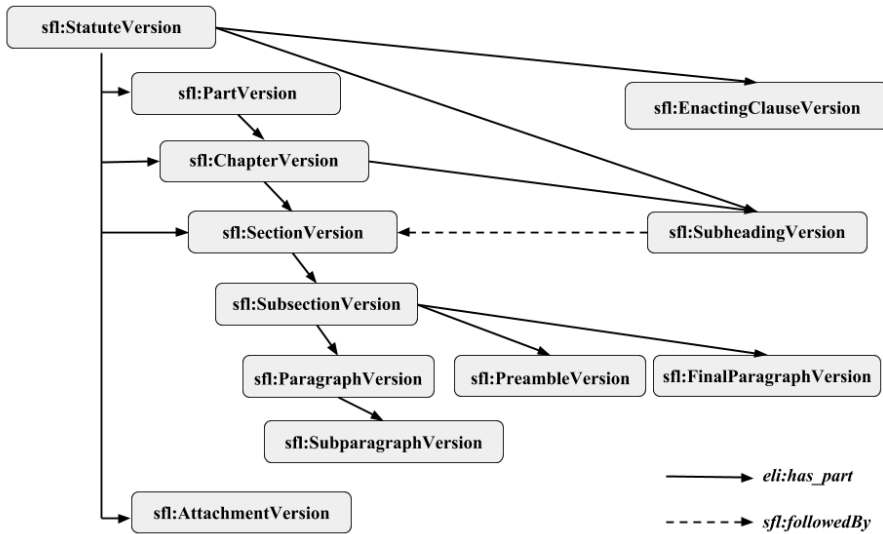 sfl:StatuteVersion
sfl:PartVersion
sfl:EnactingClauseVersion
sfl:ChapterVersion
sfl:SectionVersion
sfl:SubheadingVersion
sfl:SubsectionVersion
sfl:ParagraphVersion
sfl:PreambleVersion
sfl:FinalParagraphVersion
sfl:SubparagraphVersion
eli:has_part
sfl:AttachmentVersion
sfl:followedBy